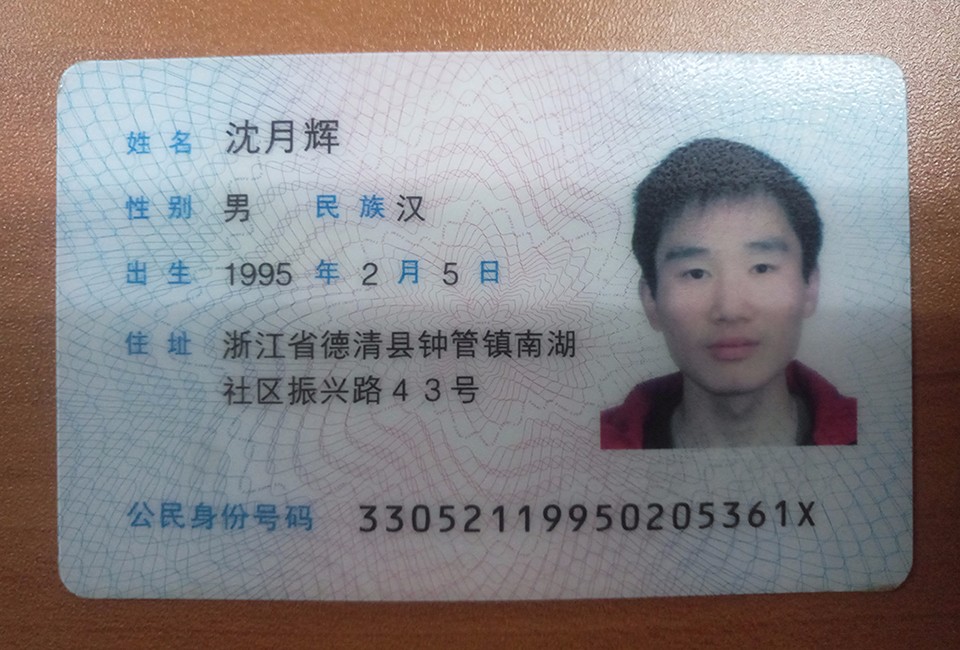 姓名 沈月辉
性别 男 民族 汉
出生 1995 年 2 月 5 日
住址 浙江省德清县钟管镇南湖
社区振兴路43号
公民身份号码 33052119950205361X